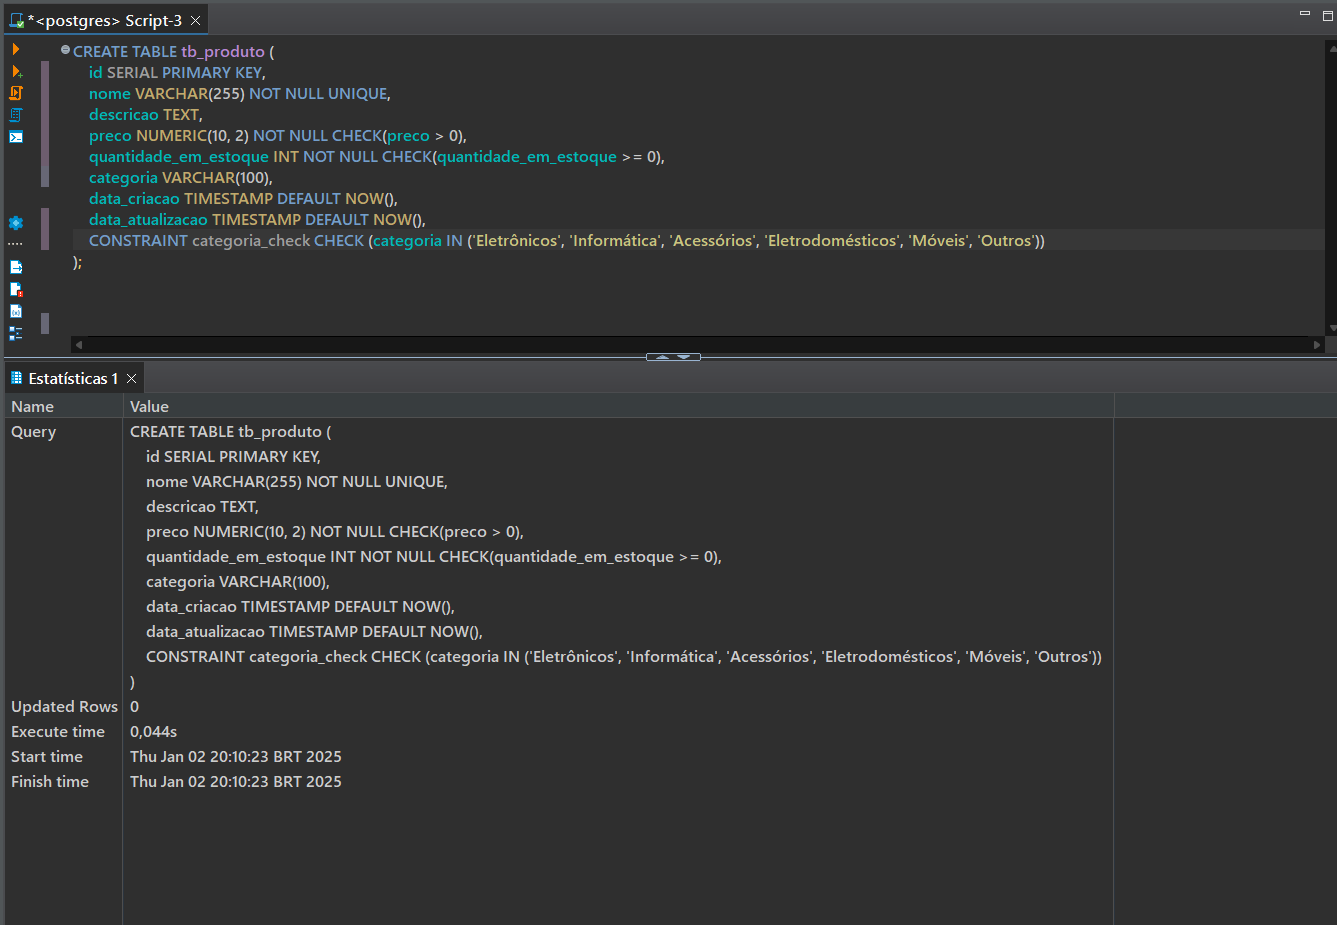 *<postgres> Script-3
CREATE TABLE tb_produto (
id SERIAL PRIMARY KEY,
nome VARCHAR(255) NOT NULL UNIQUE,
descricao TEXT,
preco NUMERIC(10, 2) NOT NULL CHECK(preco > 0),
quantidade_em_estoque INT NOT NULL CHECK(quantidade_em_estoque >= 0),
categoria VARCHAR(100),
data_criacao TIMESTAMP DEFAULT NOW(),
data_atualizacao TIMESTAMP DEFAULT NOW(),
CONSTRAINT categoria_check CHECK (categoria IN ('Eletrônicos', 'Informática', 'Acessórios', 'Eletrodomésticos', 'Móveis', 'Outros'))
);
Estatísticas 1
Name Value
Query CREATE TABLE tb_produto (
id SERIAL PRIMARY KEY,
nome VARCHAR(255) NOT NULL UNIQUE,
descricao TEXT,
preco NUMERIC(10, 2) NOT NULL CHECK(preco > 0),
quantidade_em_estoque INT NOT NULL CHECK(quantidade_em_estoque >= 0),
categoria VARCHAR(100),
data_criacao TIMESTAMP DEFAULT NOW(),
data_atualizacao TIMESTAMP DEFAULT NOW(),
CONSTRAINT categoria_check CHECK (categoria IN ('Eletrônicos', 'Informática', 'Acessórios', 'Eletrodomésticos', 'Móveis', 'Outros'))
)
Updated Rows 0
Execute time 0,044s
Start time Thu Jan 02 20:10:23 BRT 2025
Finish time Thu Jan 02 20:10:23 BRT 2025